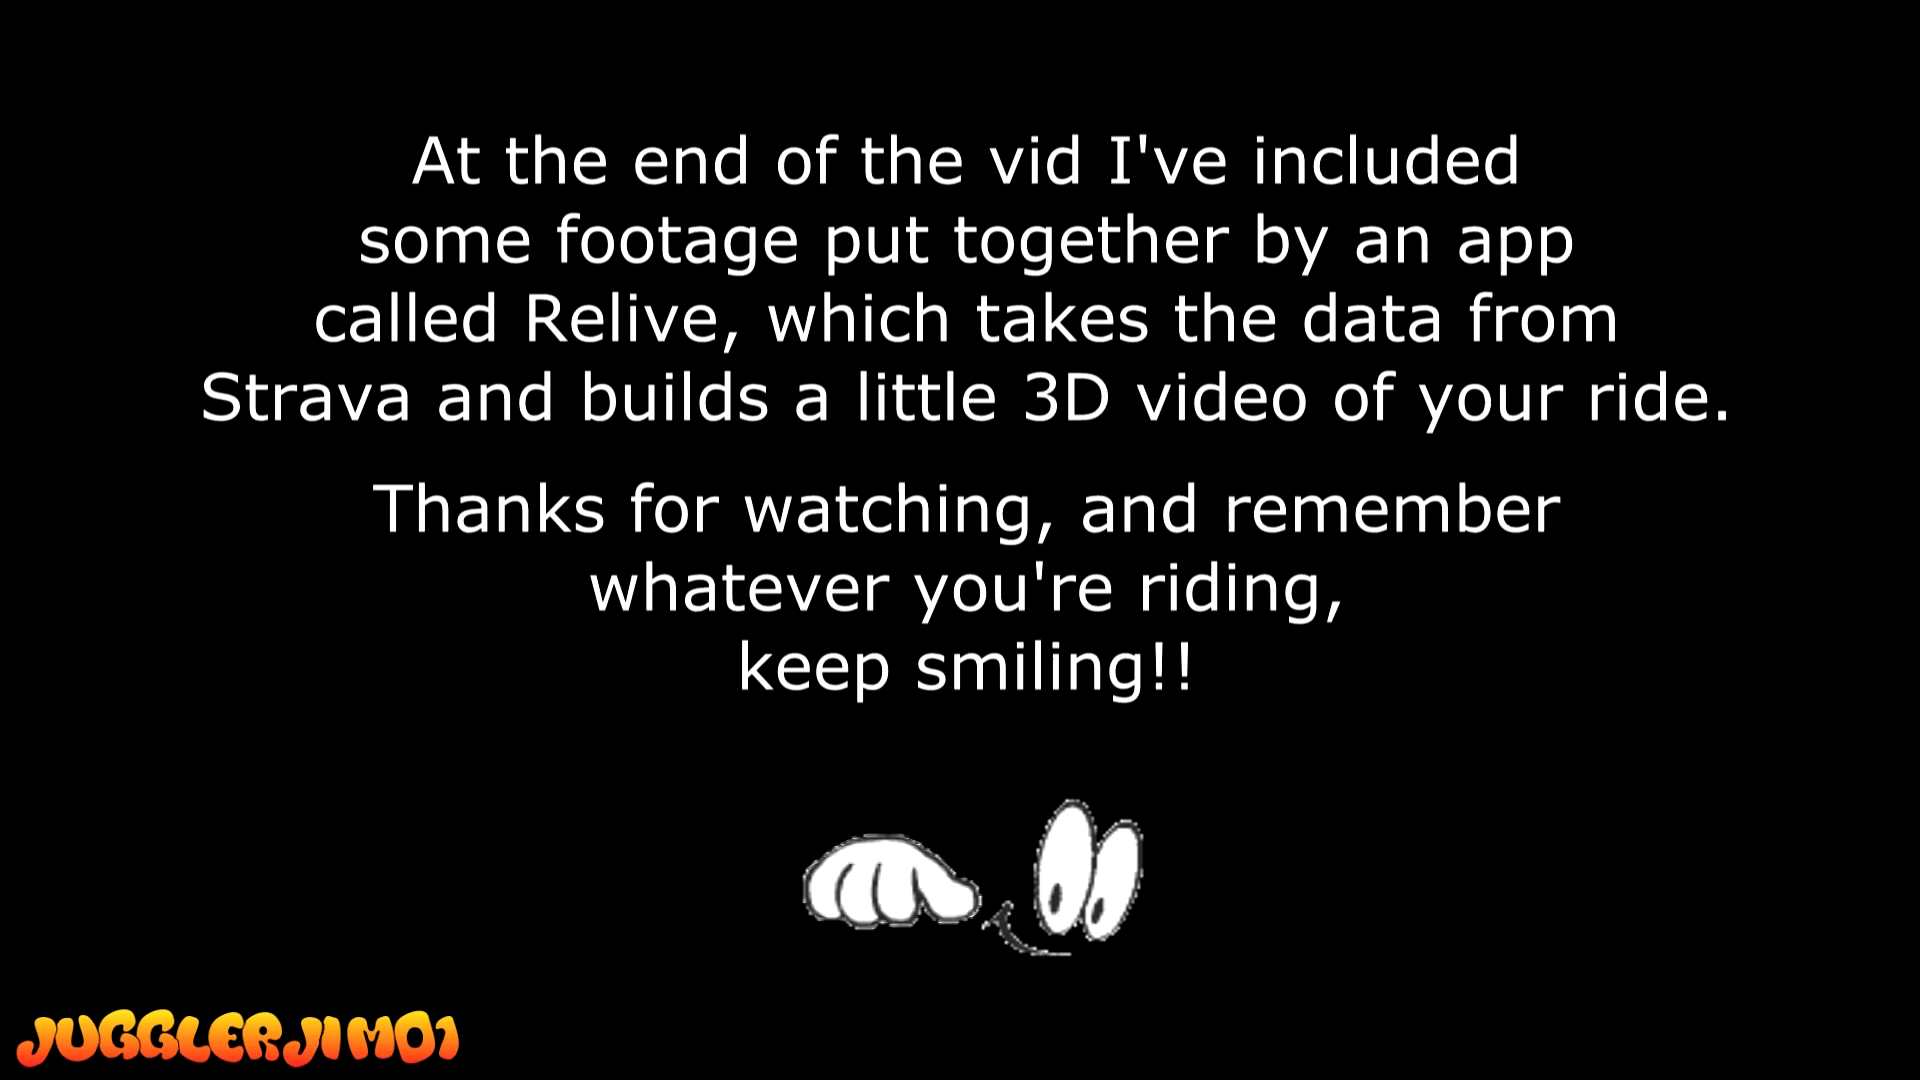 At the end of the vid I've included
some footage put together by an app
called Relive, which takes the data from
Strava and builds a little 3D video of your ride.
Thanks for watching, and remember
whatever you're riding,
keep smiling!!
JUGGLERJIM01